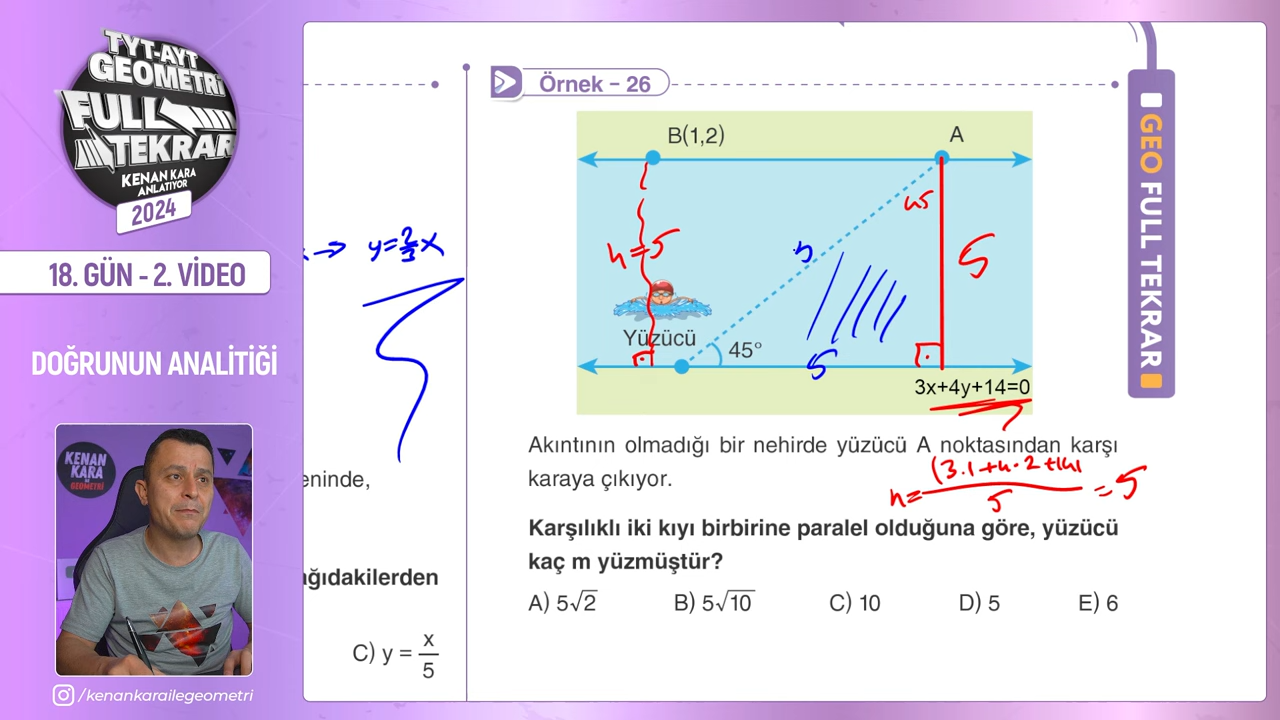 TYT-AYT
GEOMETRİ
FULL
TEKRAR
KENAN KARA
ANLATIYOR
2024
18. GÜN - 2. VİDEO
DOĞRUNUN ANALİTİĞİ
KENAN
KARA
GEOMETRİ
/kenankarailegeometri
→ y=2/3x
eninde,
ağıdakilerden
C) y = x/5
Örnek - 26
B(1,2)
A
45
h=5
5
Yüzücü
45°
5
3x+4y+14=0
Akıntının olmadığı bir nehirde yüzücü A noktasından karşı
karaya çıkıyor.
h= |3.1+4.2+14|/5 =5
Karşılıklı iki kıyı birbirine paralel olduğuna göre, yüzücü
kaç m yüzmüştür?
A) 5√2 B) 5√10 C) 10 D) 5 E) 6
GEO FULL TEKRAR